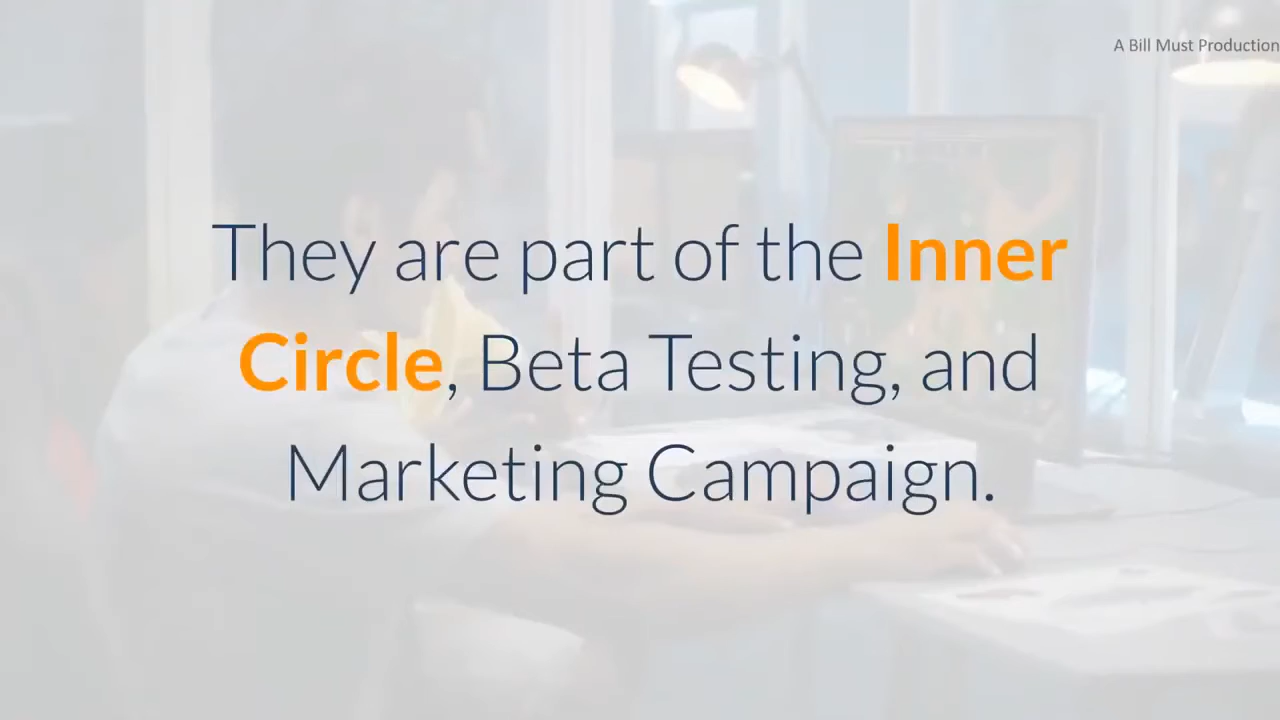 A Bill Must Production
They are part of the Inner
Circle, Beta Testing, and
Marketing Campaign.